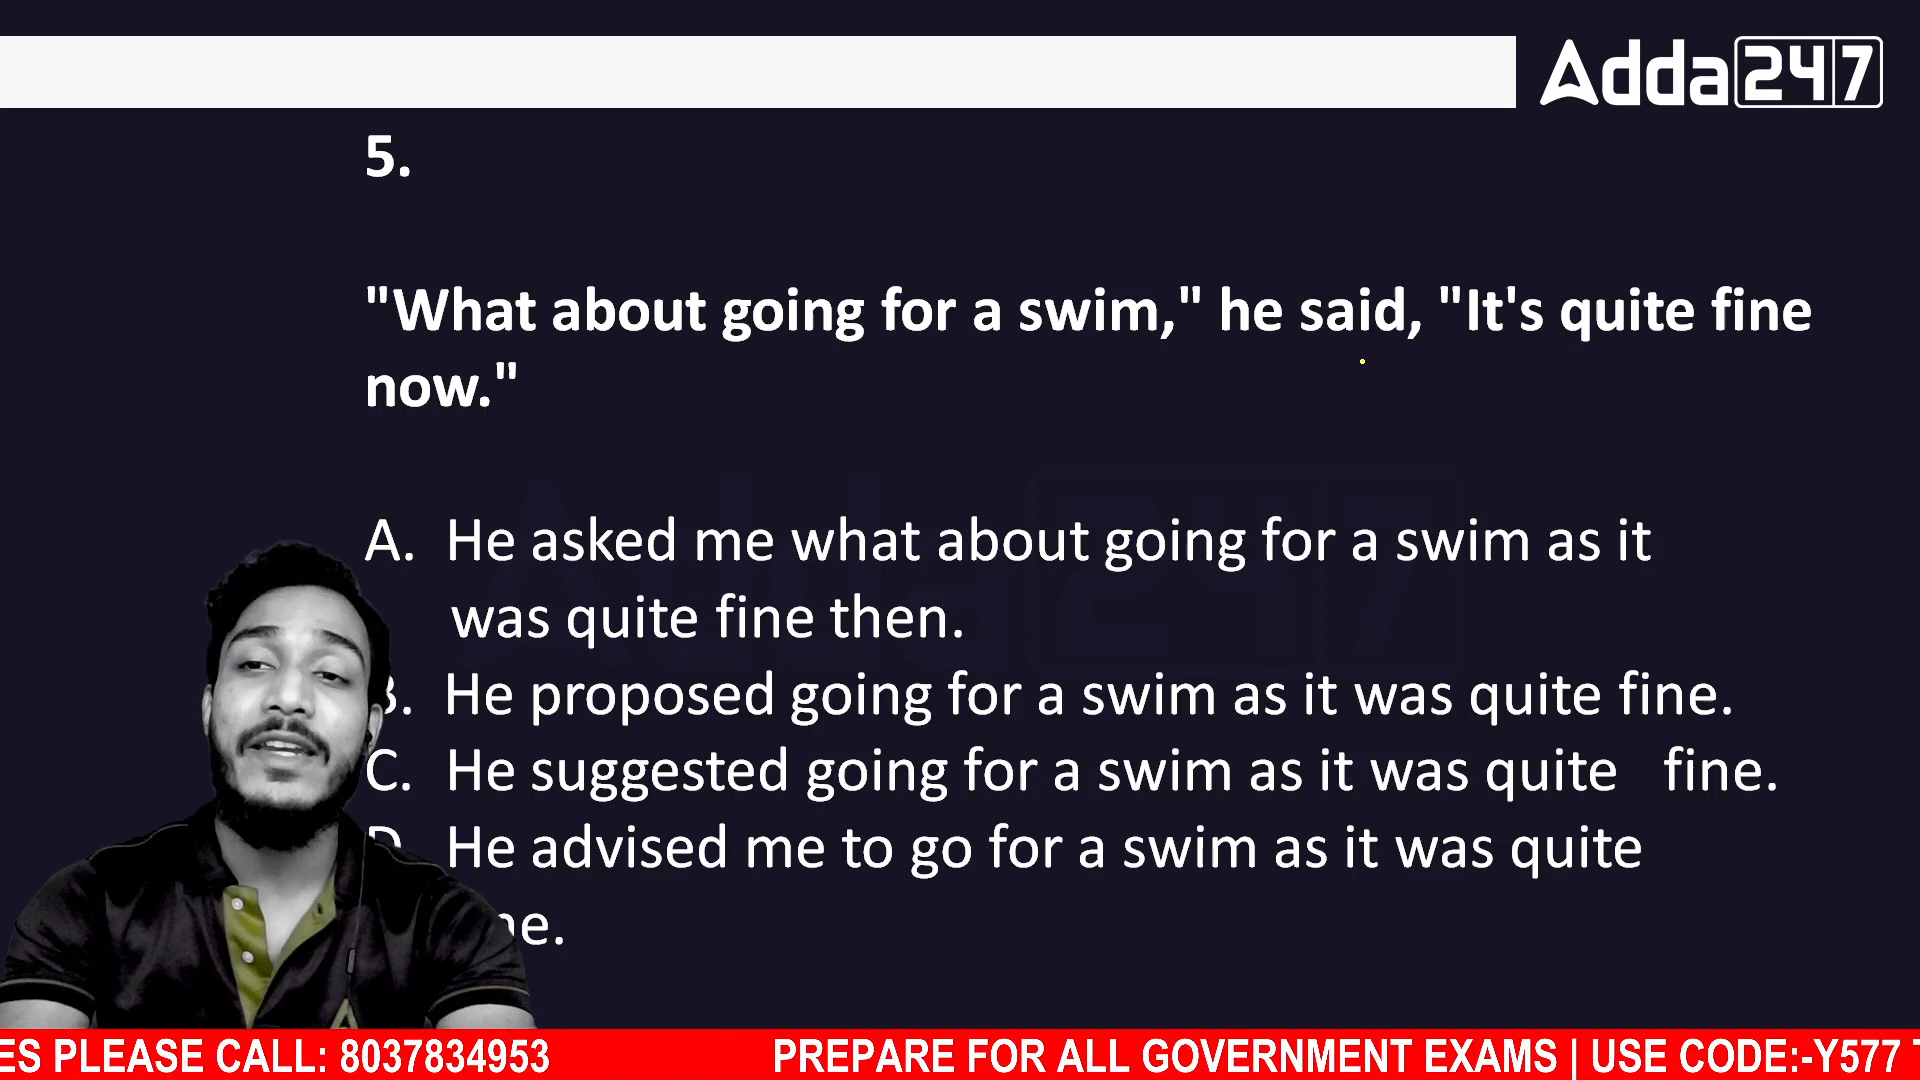 Adda247
5.
"What about going for a swim," he said, "It's quite fine
now."
A. He asked me what about going for a swim as it
was quite fine then.
B. He proposed going for a swim as it was quite fine.
C. He suggested going for a swim as it was quite fine.
D. He advised me to go for a swim as it was quite
ne.
ES PLEASE CALL: 8037834953 PREPARE FOR ALL GOVERNMENT EXAMS | USE CODE:-Y577 T